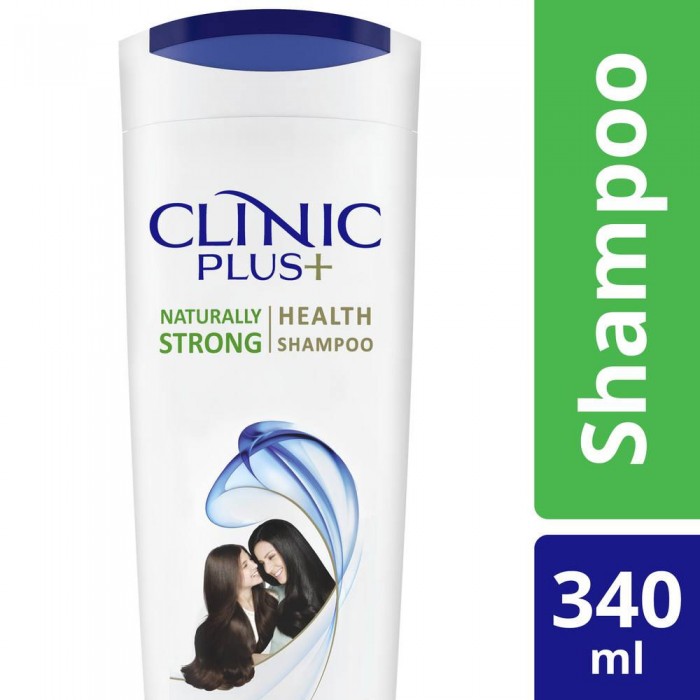 CLINIC
PLUS+
NATURALLY
STRONG
HEALTH
SHAMPOO
Shampoo
340
ml